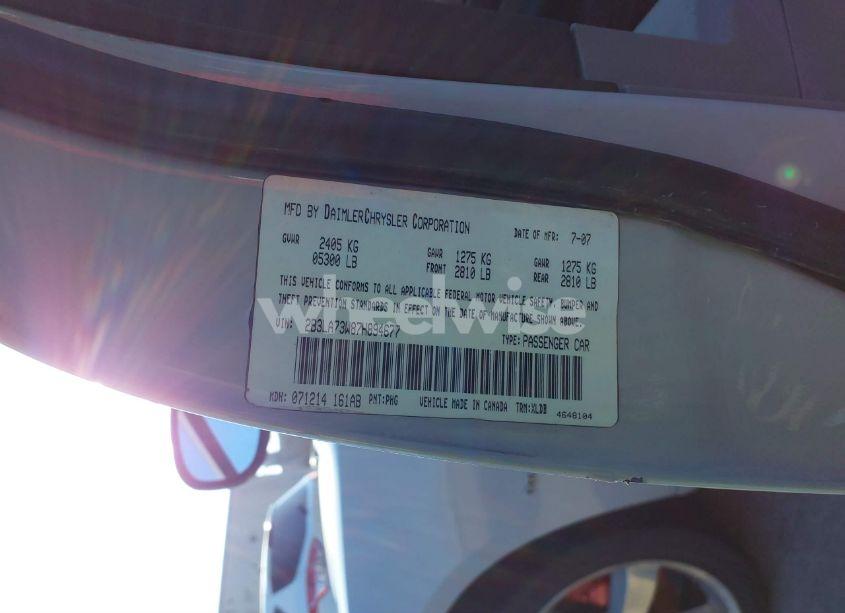 MFD BY DAIMLERCHRYSLER CORPORATION DATE OF MFR: 7-07
GVWR 2405 KG 05300 LB GAWR FRONT 1275 KG 2810 LB GAWR REAR 1275 KG 2810 LB
THIS VEHICLE CONFORMS TO ALL APPLICABLE FEDERAL MOTOR VEHICLE SAFETY, BUMPER AND
THEFT PREVENTION STANDARDS IN EFFECT ON THE DATE OF MANUFACTURE SHOWN ABOVE.
VIN: 2B3LA73W87H894677 TYPE: PASSENGER CAR
MDH: 071214 161AB PNT: PHG VEHICLE MADE IN CANADA TRM: XLDB 4648104
wheelwise